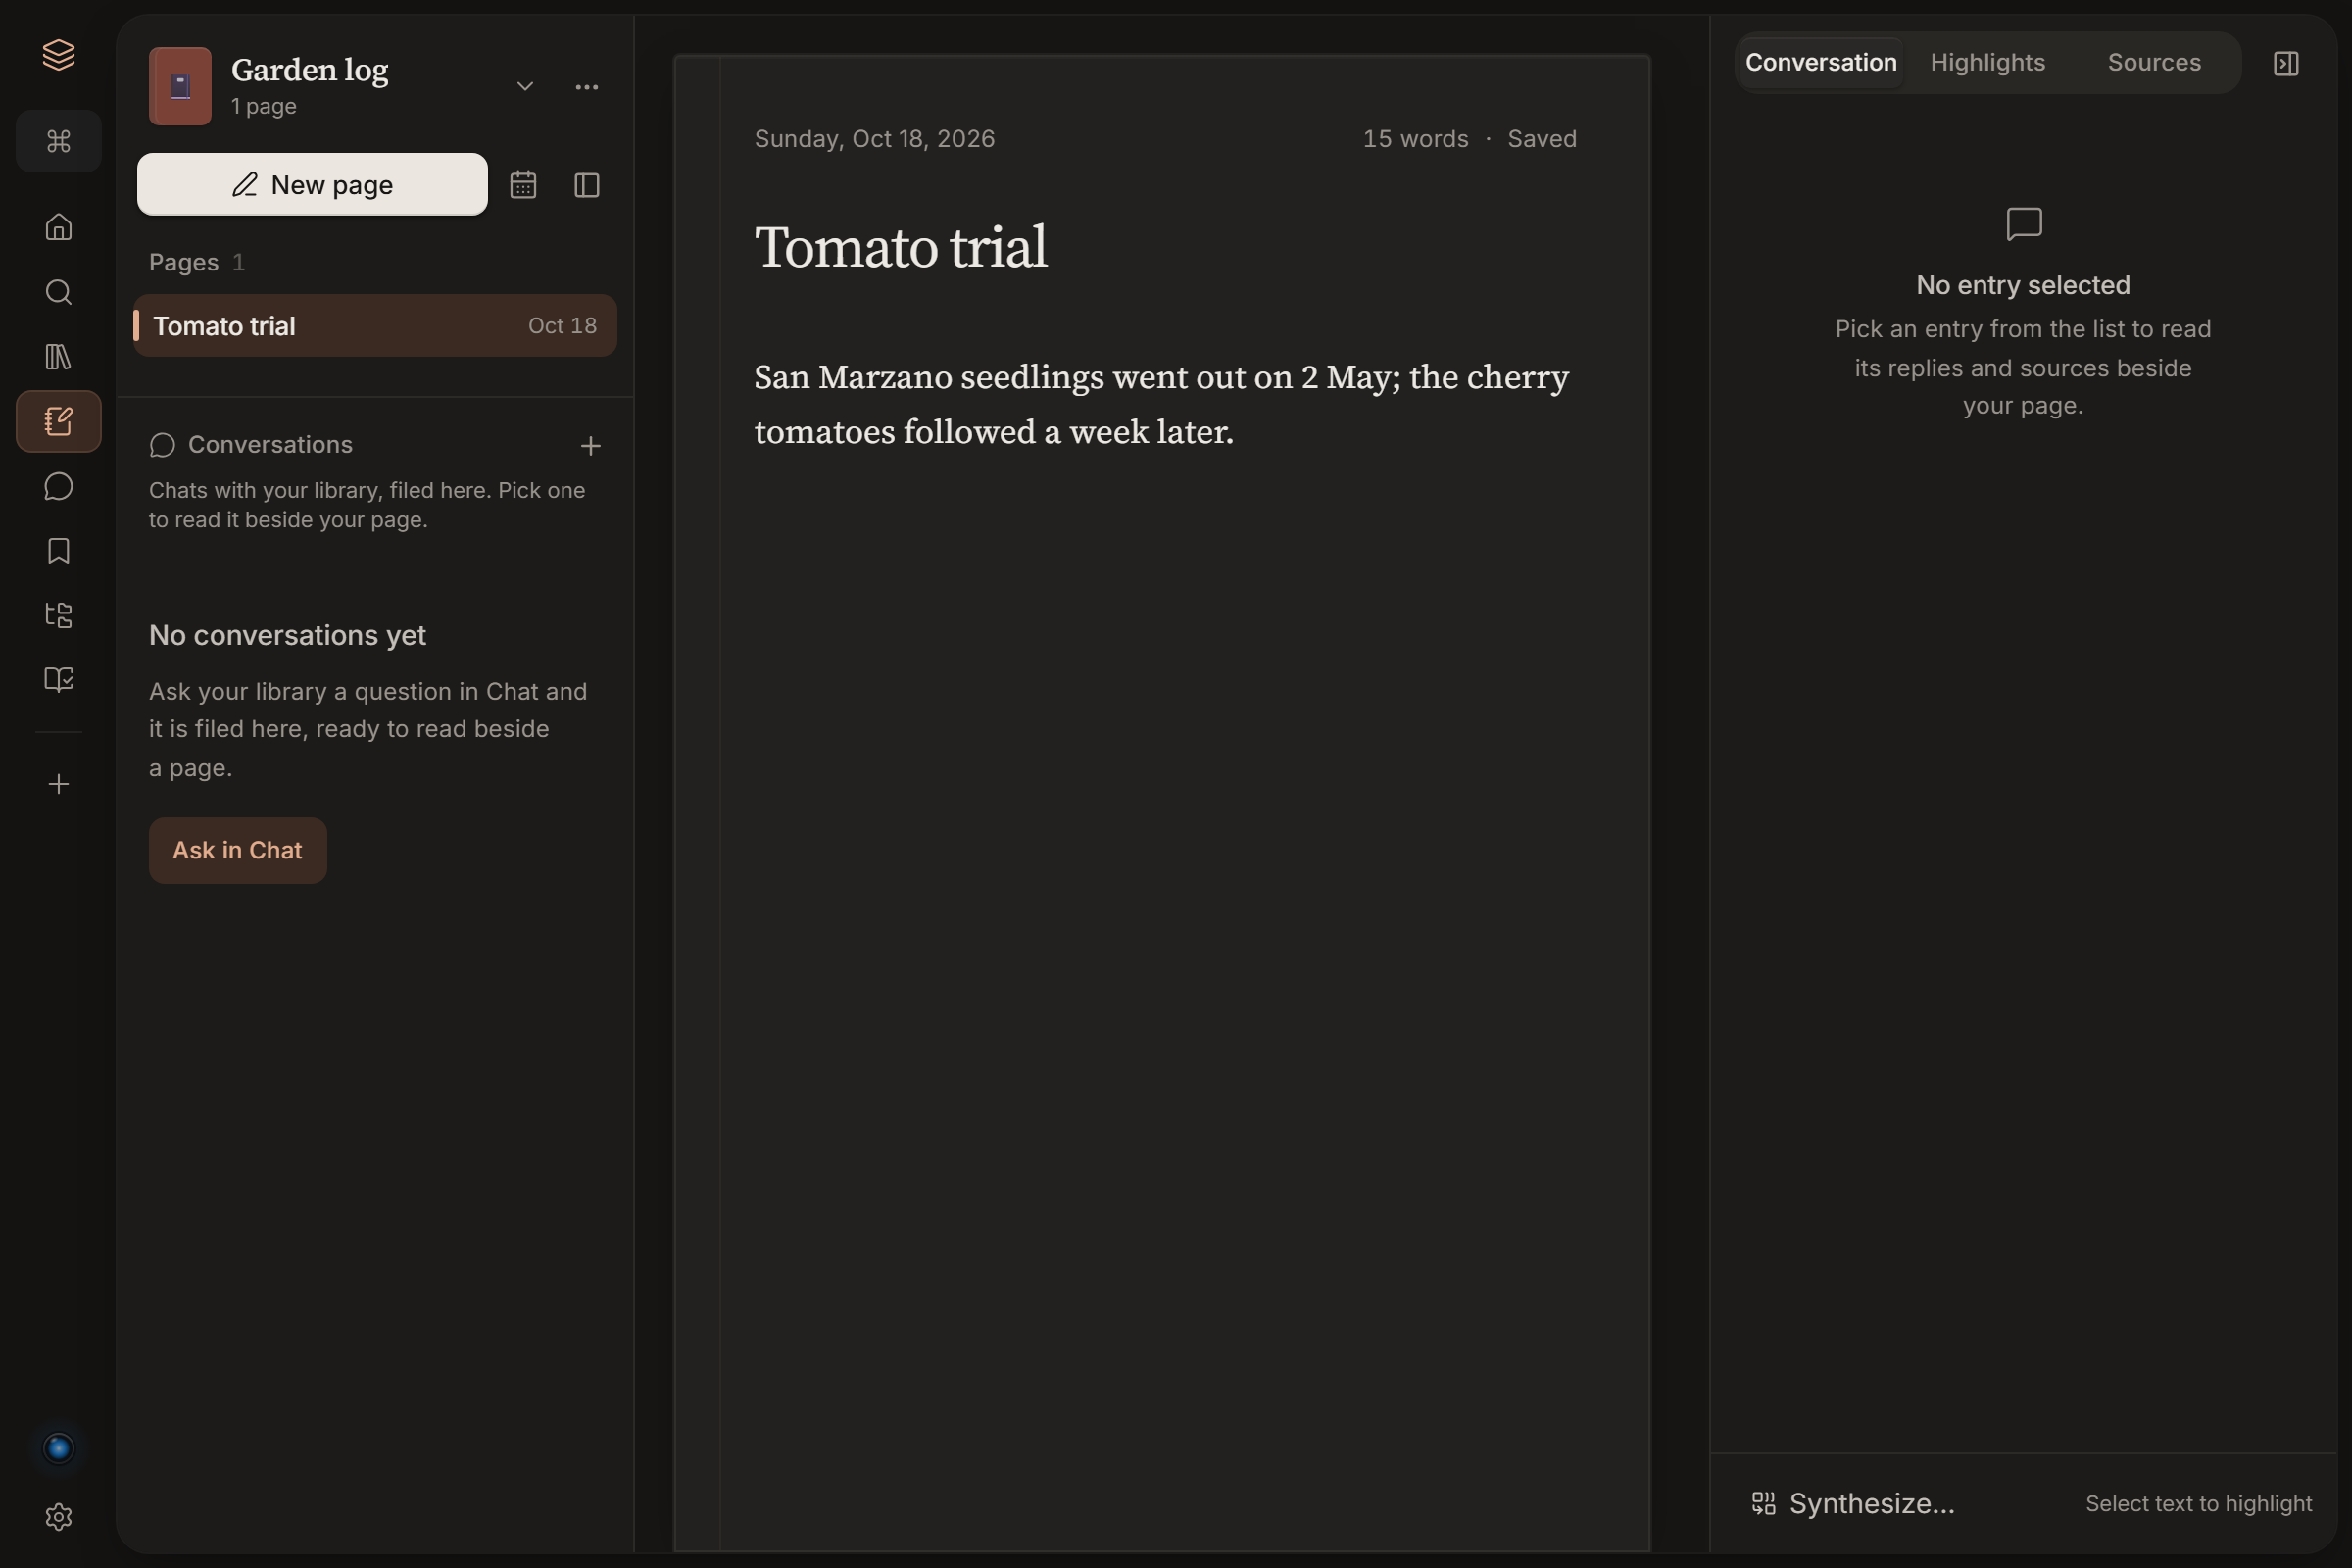 Garden log
1 page
New page
Pages 1
Tomato trial Oct 18
Conversations
Chats with your library, filed here. Pick one
to read it beside your page.
No conversations yet
Ask your library a question in Chat and
it is filed here, ready to read beside
a page.
Ask in Chat
Sunday, Oct 18, 2026 15 words · Saved
Tomato trial
San Marzano seedlings went out on 2 May; the cherry
tomatoes followed a week later.
Conversation Highlights Sources
No entry selected
Pick an entry from the list to read
its replies and sources beside
your page.
Synthesize... Select text to highlight